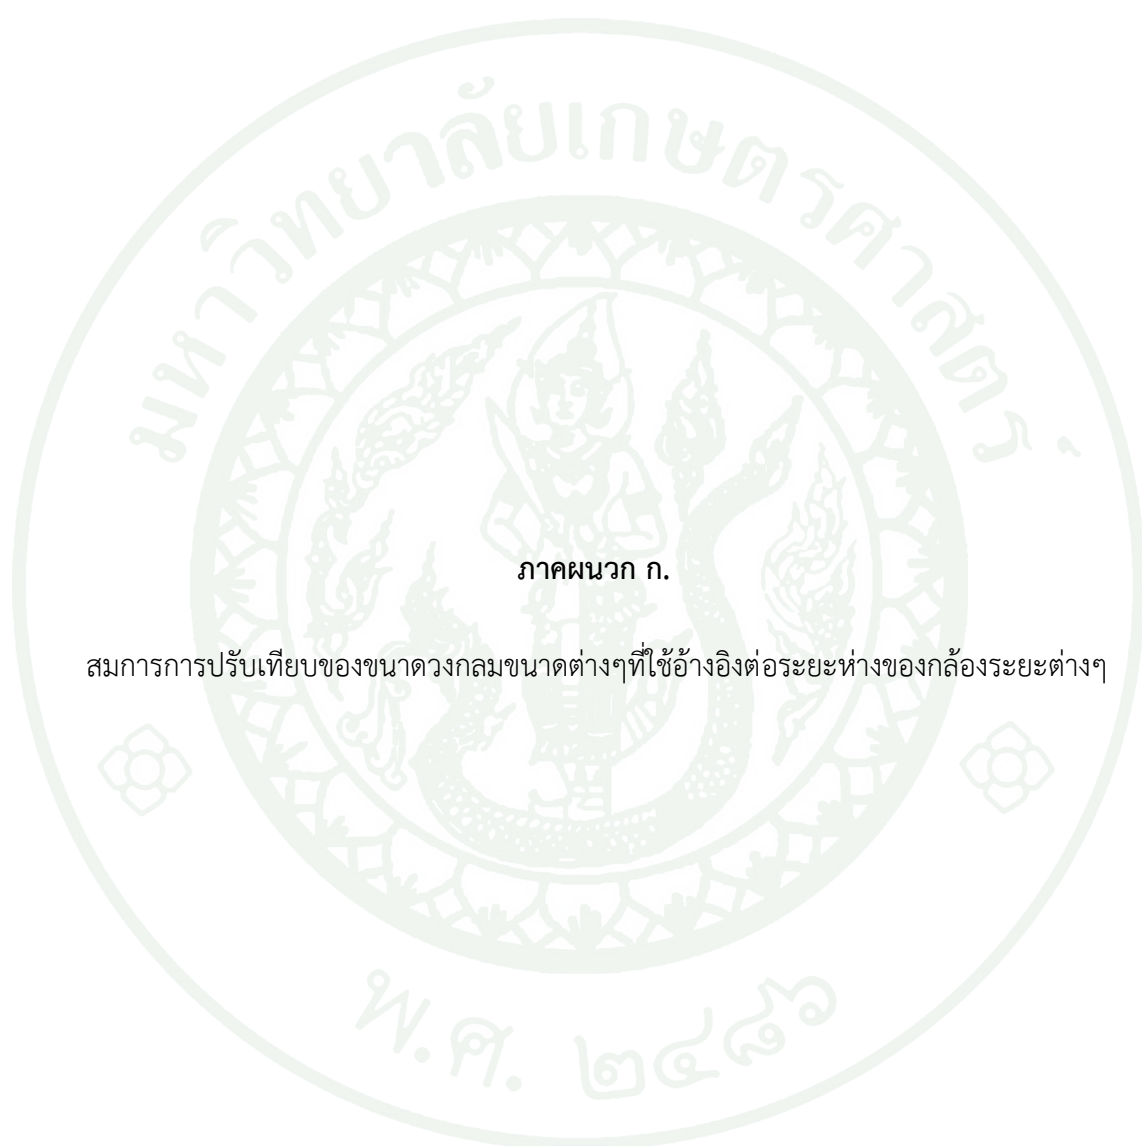 มหาวิทยาลัยเกษตรศาสตร์
ภาคผนวก ก.
สมการการปรับเทียบของขนาดวงกลมขนาดต่างๆที่ใช้อ้างอิงต่อระยะห่างของกล้องระยะต่างๆ
พ.ศ. ๒๔๘๖